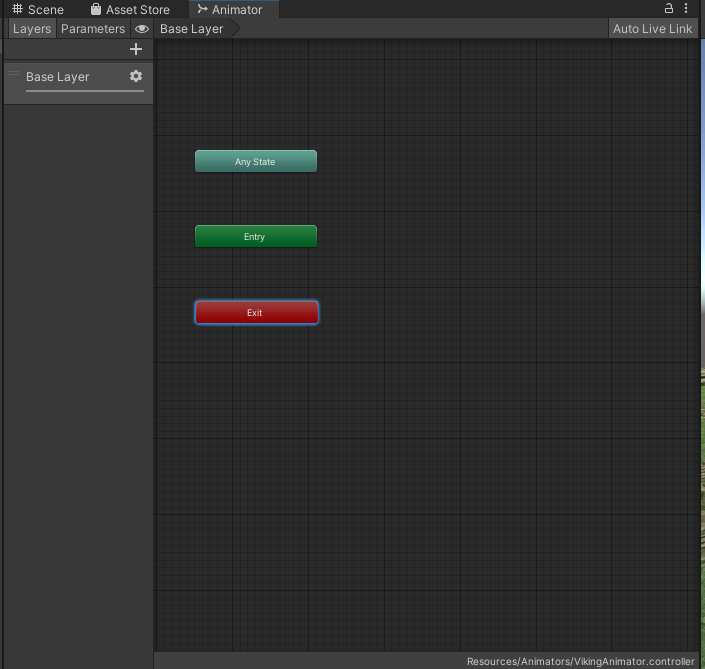 Scene Asset Store Animator
Layers Parameters Base Layer Auto Live Link
Base Layer
Any State
Entry
Exit
Resources/Animators/VikingAnimator.controller